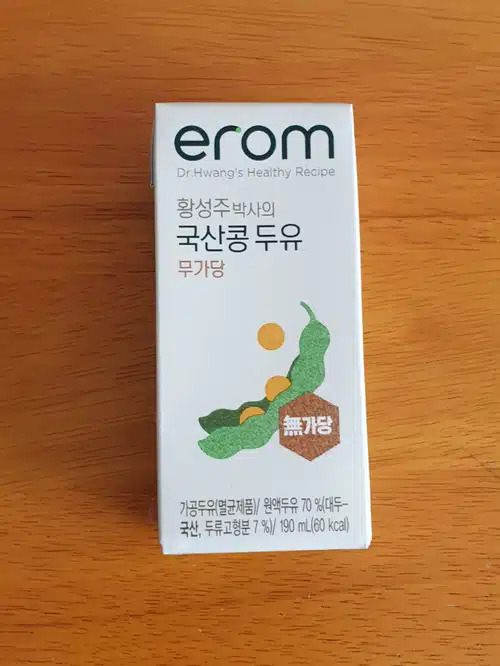 erom
Dr.Hwang's Healthy Recipe
황성주 박사의
국산콩 두유
무가당
無가당
가공두유(멸균제품)/ 원액두유 70 %(대두-
국산, 두류고형분 7 %)/ 190 mL(60 kcal)